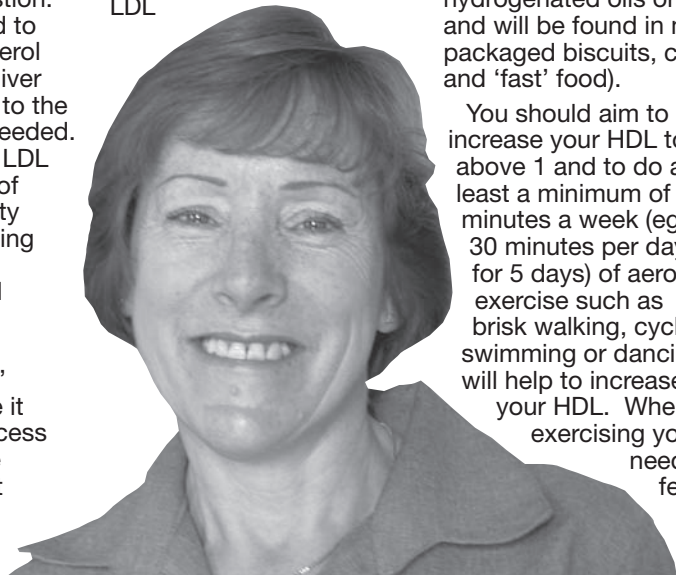 stion.
d to
erol
iver
to the
eeded.
LDL
of
ty
ing
,
e it
cess
t
LDL
hydrogenated oils or
and will be found in
packaged biscuits, c
and ‘fast’ food).
You should aim to
increase your HDL to
above 1 and to do a
least a minimum of
minutes a week (eg
30 minutes per day
for 5 days) of aero
exercise such as
brisk walking, cycl
swimming or danci
will help to increase
your HDL.  Whe
exercising yo
need
fe